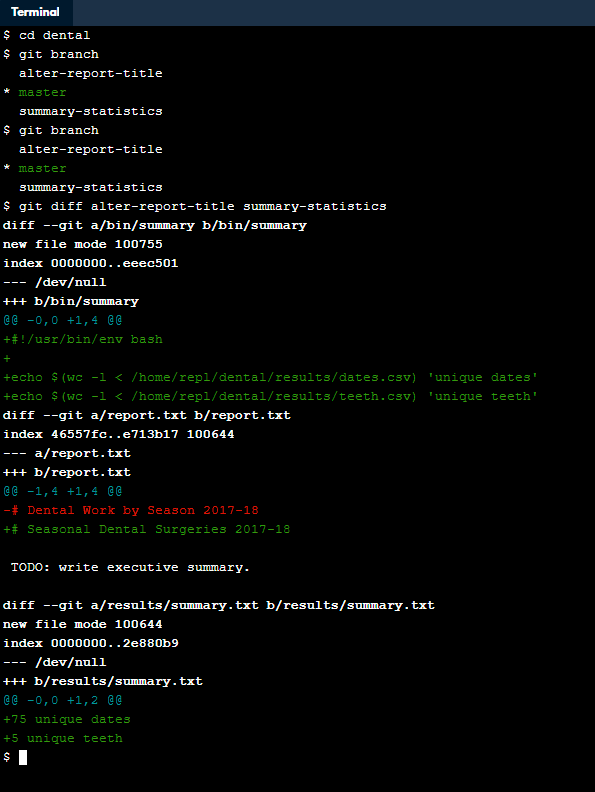 Terminal
$ cd dental
$ git branch
  alter-report-title
* master
  summary-statistics
$ git branch
  alter-report-title
* master
  summary-statistics
$ git diff alter-report-title summary-statistics
diff --git a/bin/summary b/bin/summary
new file mode 100755
index 0000000..eeec501
--- /dev/null
+++ b/bin/summary
@@ -0,0 +1,4 @@
+#!/usr/bin/env bash
+
+echo $(wc -l < /home/repl/dental/results/dates.csv) 'unique dates'
+echo $(wc -l < /home/repl/dental/results/teeth.csv) 'unique teeth'
diff --git a/report.txt b/report.txt
index 46557fc..e713b17 100644
--- a/report.txt
+++ b/report.txt
@@ -1,4 +1,4 @@
-# Dental Work by Season 2017-18
+# Seasonal Dental Surgeries 2017-18

 TODO: write executive summary.

diff --git a/results/summary.txt b/results/summary.txt
new file mode 100644
index 0000000..2e880b9
--- /dev/null
+++ b/results/summary.txt
@@ -0,0 +1,2 @@
+75 unique dates
+5 unique teeth
$